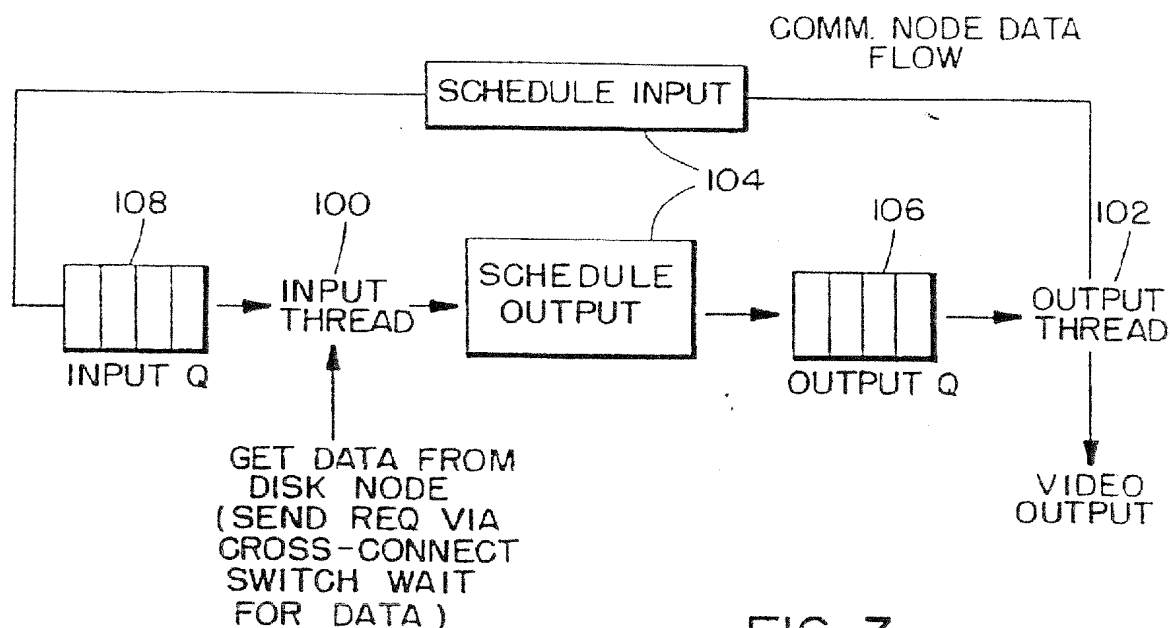 COMM. NODE DATA
FLOW
SCHEDULE INPUT
104
108
100
106
102
SCHEDULE
OUTPUT
INPUT
THREAD
OUTPUT
THREAD
INPUT Q
OUTPUT Q
GET DATA FROM
DISK NODE
(SEND REQ VIA
CROSS-CONNECT
SWITCH WAIT
FOR DATA)
VIDEO
OUTPUT